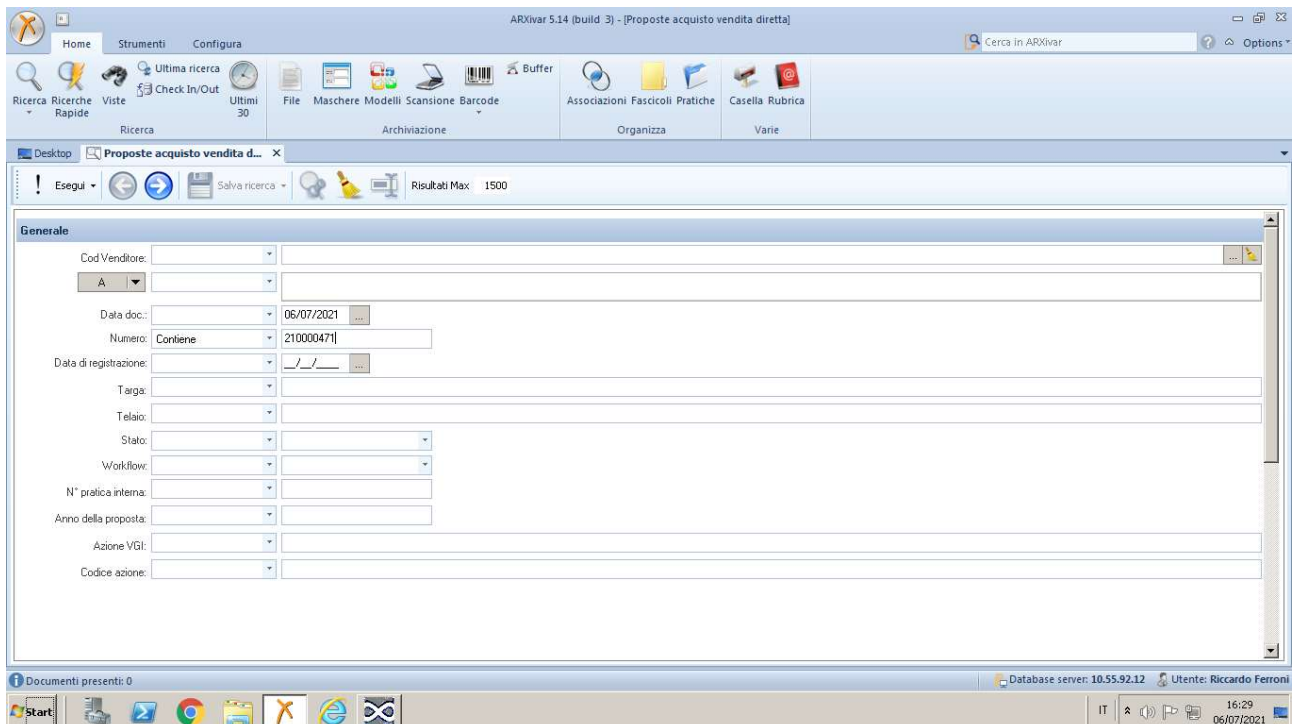 ARXivar 5.14 (build 3) - [Proposte acquisto vendita diretta]
Home Strumenti Configura
Cerca in ARXivar
Options
Ricerca Ricerche Rapide Viste Ultima ricerca Check In/Out Ultimi 30
File Maschere Modelli Scansione Barcode Buffer
Associazioni Fascicoli Pratiche Casella Rubrica
Ricerca Archiviazione Organizza Varie
Desktop Proposte acquisto vendita d... X
! Esegui Salva ricerca Risultati Max 1500
Generale
Cod Venditore: ...
A
Data doc.: 06/07/2021 ...
Numero: Contiene 210000471
Data di registrazione: __/__/____ ...
Targa:
Telaio:
Stato:
Workflow:
N° pratica interna:
Anno della proposta:
Azione VGI:
Codice azione:
Documenti presenti: 0 Database server: 10.55.92.12 Utente: Riccardo Ferroni
Start IT 16:29
06/07/2021